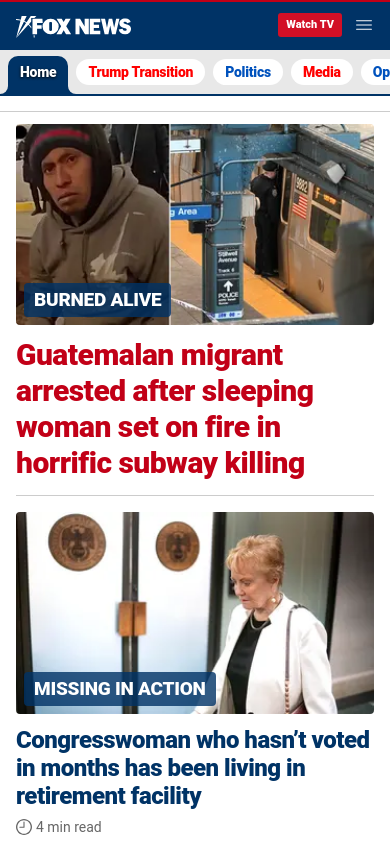 FOX NEWS
Watch TV
Home
Trump Transition
Politics
Media
Op
g Area
9682
F
Stillwell
Avenue
Track 6
POLICE
BURNED ALIVE
Guatemalan migrant
arrested after sleeping
woman set on fire in
horrific subway killing
MISSING IN ACTION
Congresswoman who hasn’t voted
in months has been living in
retirement facility
4 min read